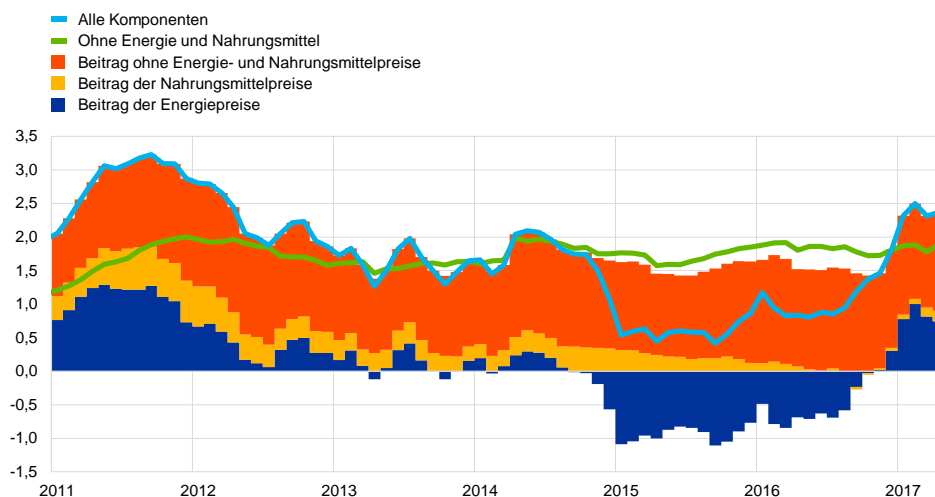 Alle Komponenten
Ohne Energie und Nahrungsmittel
Beitrag ohne Energie- und Nahrungsmittelpreise
Beitrag der Nahrungsmittelpreise
Beitrag der Energiepreise
3,5
3,0
2,5
2,0
1,5
1,0
0,5
0,0
-0,5
-1,0
-1,5
2011 2012 2013 2014 2015 2016 2017